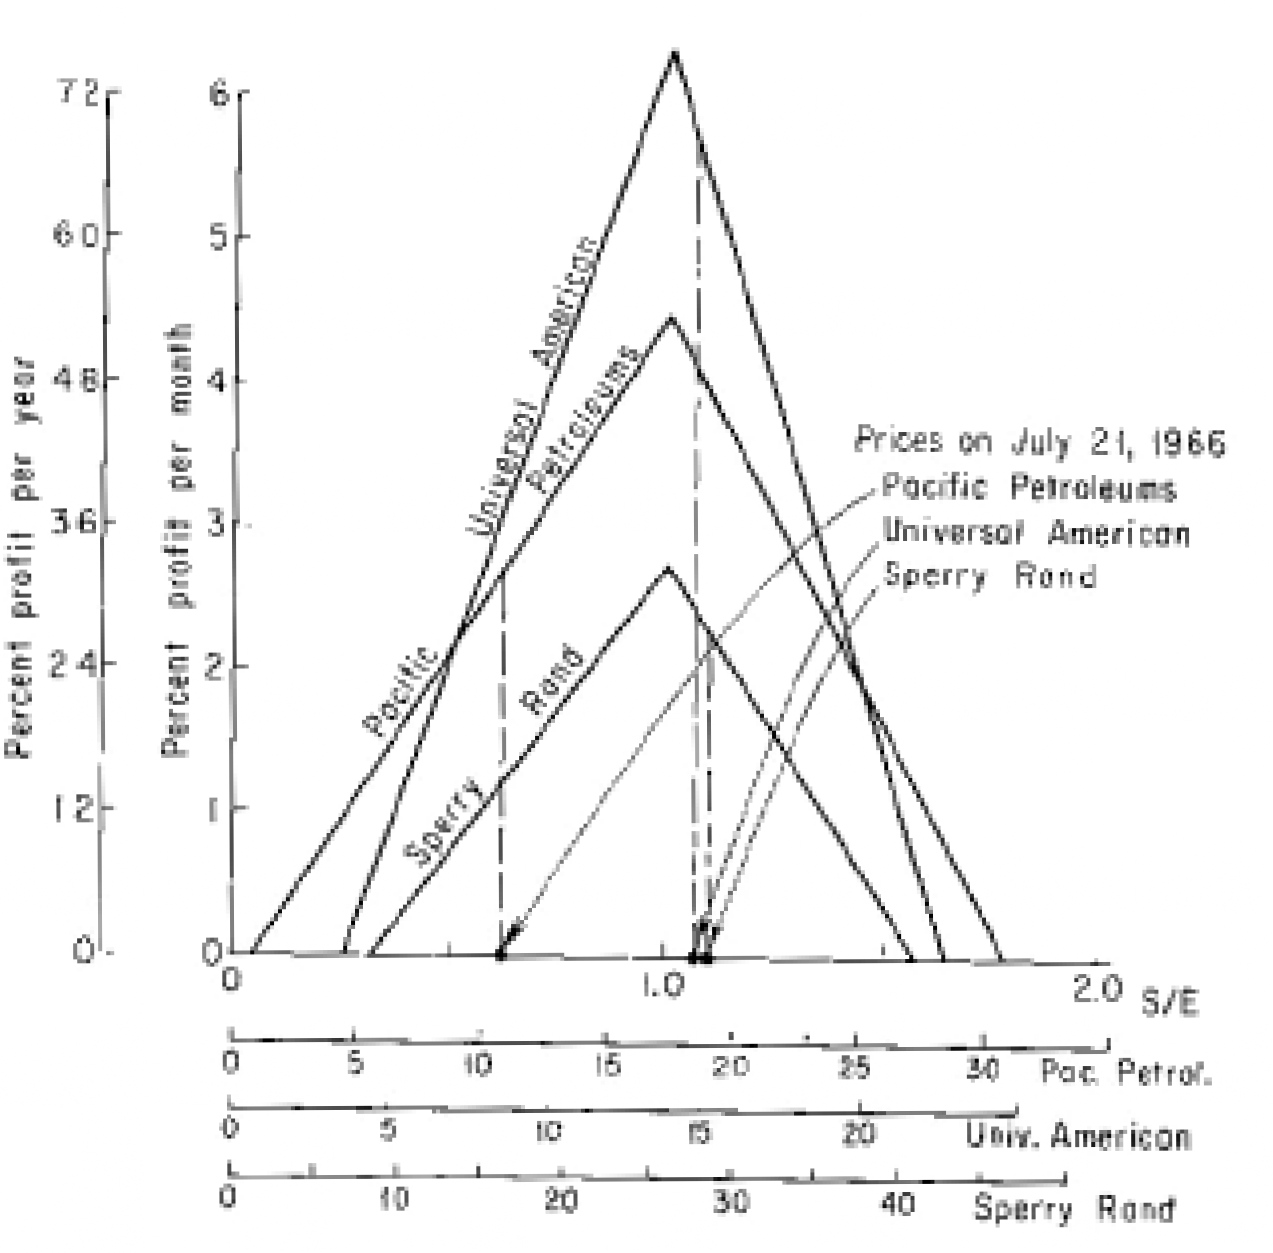 72
60
48
36
24
12
0
Percent profit per year
6
5
4
3
2
1
0
Percent profit per month
Universal American
Pacific Petroleums
Sperry Rand
Prices on July 21, 1966
Pacific Petroleums
Universal American
Sperry Rand
0 1.0 2.0 S/E
0 5 10 15 20 25 30 Pac. Petrol.
0 5 10 15 20 Univ. American
0 10 20 30 40 Sperry Rand